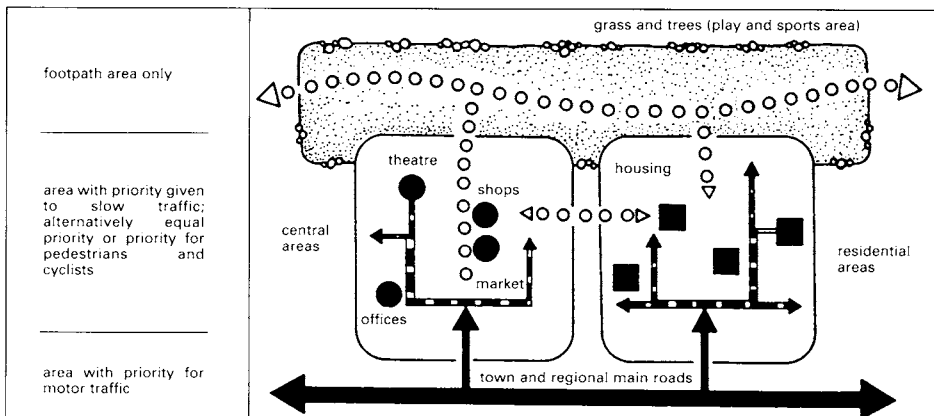 grass and trees (play and sports area)
footpath area only
theatre
housing
area with priority given
to slow traffic;
alternatively equal
priority or priority for
pedestrians and
cyclists
shops
central
areas
residential
areas
market
offices
area with priority for
motor traffic
town and regional main roads